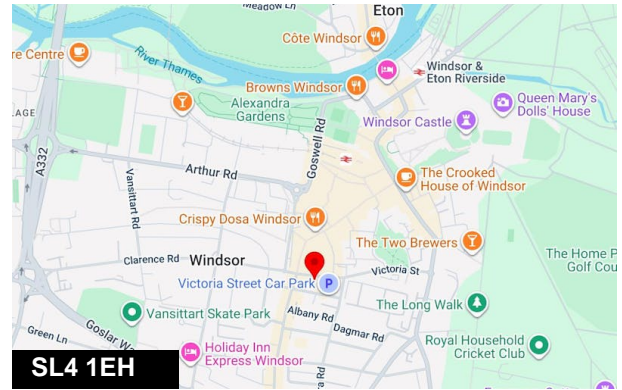 Meadow Ln
Eton
Côte Windsor
re Centre
River Thames
Windsor &
Eton Riverside
Browns Windsor
Queen Mary's
Dolls' House
LAGE
Alexandra
Gardens
Windsor Castle
Goswell Rd
A332
Arthur Rd
The Crooked
House of Windsor
Vansittart Rd
Crispy Dosa Windsor
The Two Brewers
Clarence Rd
Windsor
The Home P
Golf Cou
Victoria St
Victoria Street Car Park
P
The Long Walk
Vansittart Skate Park
Albany Rd
Dagmar Rd
Goslar Wa
Green Ln
Royal Household
Cricket Club
Holiday Inn
Express Windsor
ra Rd
SL4 1EH